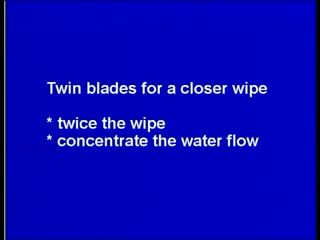 Twin blades for a closer wipe
* twice the wipe
* concentrate the water flow